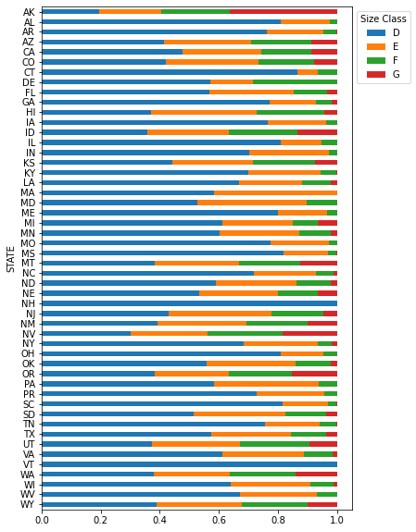 Size Class
D
E
F
G
STATE
AK
AL
AR
AZ
CA
CO
CT
DE
FL
GA
HI
IA
ID
IL
IN
KS
KY
LA
MA
MD
ME
MI
MN
MO
MS
MT
NC
ND
NE
NH
NJ
NM
NV
NY
OH
OK
OR
PA
PR
SC
SD
TN
TX
UT
VA
VT
WA
WI
WV
WY
0.0 0.2 0.4 0.6 0.8 1.0